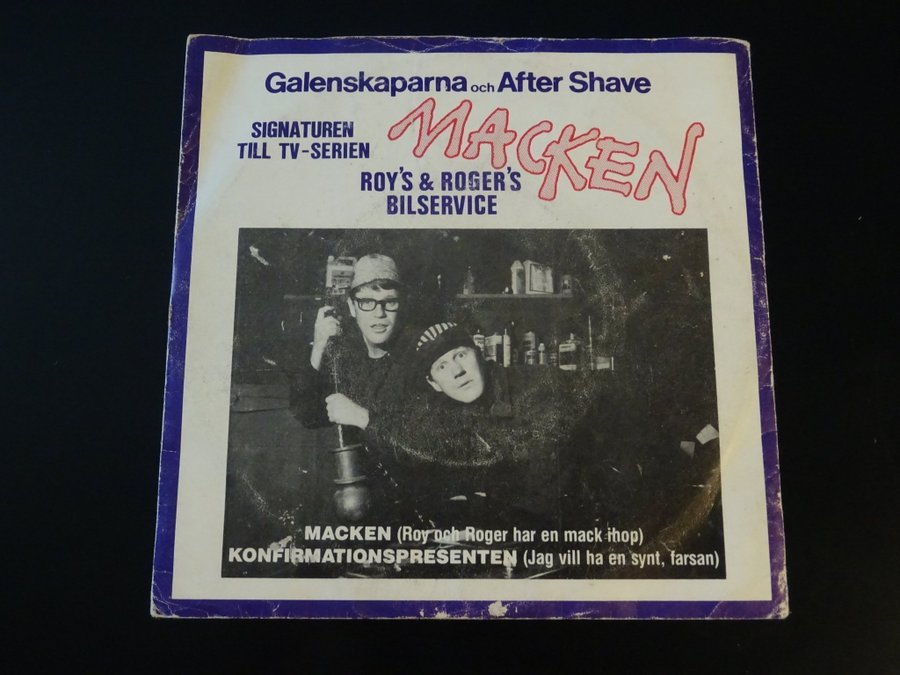 Galenskaparna och After Shave
SIGNATUREN
TILL TV-SERIEN
MACKEN
ROY'S & ROGER'S
BILSERVICE
MACKEN (Roy och Roger har en mack ihop)
KONFIRMATIONSPRESENTEN (Jag vill ha en synt, farsan)